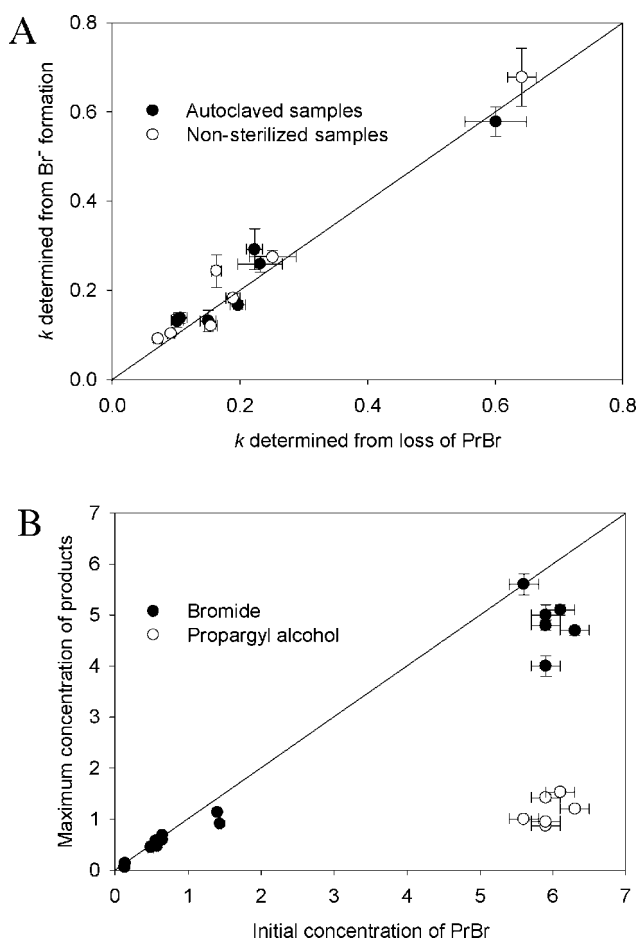 A
0.8
0.6
0.4
0.2
0.0
k determined from Br⁻ formation
Autoclaved samples
Non-sterilized samples
0.0 0.2 0.4 0.6 0.8
k determined from loss of PrBr
B
7
6
5
4
3
2
1
0
Maximum concentration of products
Bromide
Propargyl alcohol
0 1 2 3 4 5 6 7
Initial concentration of PrBr